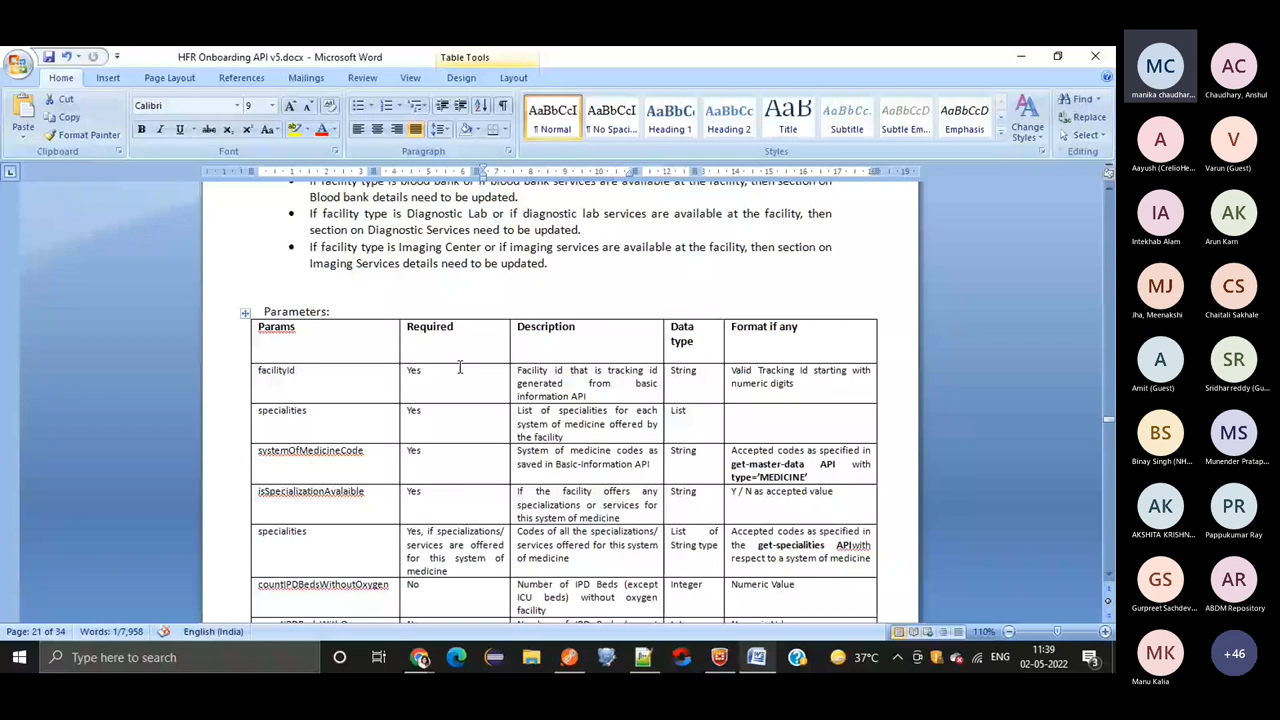 HFR Onboarding API v5.docx - Microsoft Word
Table Tools
Home Insert Page Layout References Mailings Review View Design Layout
Paste
Cut
Copy
Format Painter
Clipboard
Calibri 9
Font
Paragraph
AaBbCcI AaBbCcI AaBbC AaBbCc AaB AaBbCc. AaBbCcD AaBbCcD
¶ Normal ¶ No Spaci... Heading 1 Heading 2 Title Subtitle Subtle Em... Emphasis
Change Styles
Styles
Find
Replace
Select
Editing
Blood bank details need to be updated.
• If facility type is Diagnostic Lab or if diagnostic lab services are available at the facility, then
section on Diagnostic Services need to be updated.
• If facility type is Imaging Center or if imaging services are available at the facility, then section on
Imaging Services details need to be updated.
Parameters:
Params Required Description Data type Format if any
facilityId Yes Facility id that is tracking id generated from basic information API String Valid Tracking Id starting with numeric digits
specialities Yes List of specialities for each system of medicine offered by the facility List
systemOfMedicineCode Yes System of medicine codes as saved in Basic-Information API String Accepted codes as specified in get-master-data API with type='MEDICINE'
isSpecializationAvalaible Yes If the facility offers any specializations or services for this system of medicine String Y / N as accepted value
specialities Yes, if specializations/ services are offered for this system of medicine Codes of all the specializations/ services offered for this system of medicine List of String type Accepted codes as specified in the get-specialities APIwith respect to a system of medicine
countIPDBedsWithoutOxygen No Number of IPD Beds (except ICU beds) without oxygen facility Integer Numeric Value
Page: 21 of 34 Words: 1/7,958 English (India) 110%
Type here to search
37°C ENG 11:39 02-05-2022 3
MC
manika chaudhar...
AC
Chaudhary, Anshul
A
Aayush (CrelioHe...
V
Varun (Guest)
IA
Intekhab Alam
AK
Arun Karn
MJ
Jha, Meenakshi
CS
Chaitali Sakhale
A
Amit (Guest)
SR
Sridhar reddy (Gu...
BS
Binay Singh (NH...
MS
Munender Pratap...
AK
AKSHITA KRISHN...
PR
Pappukumar Ray
GS
Gurpreet Sachdev...
AR
ABDM Repository
MK
Manu Kalia
+46